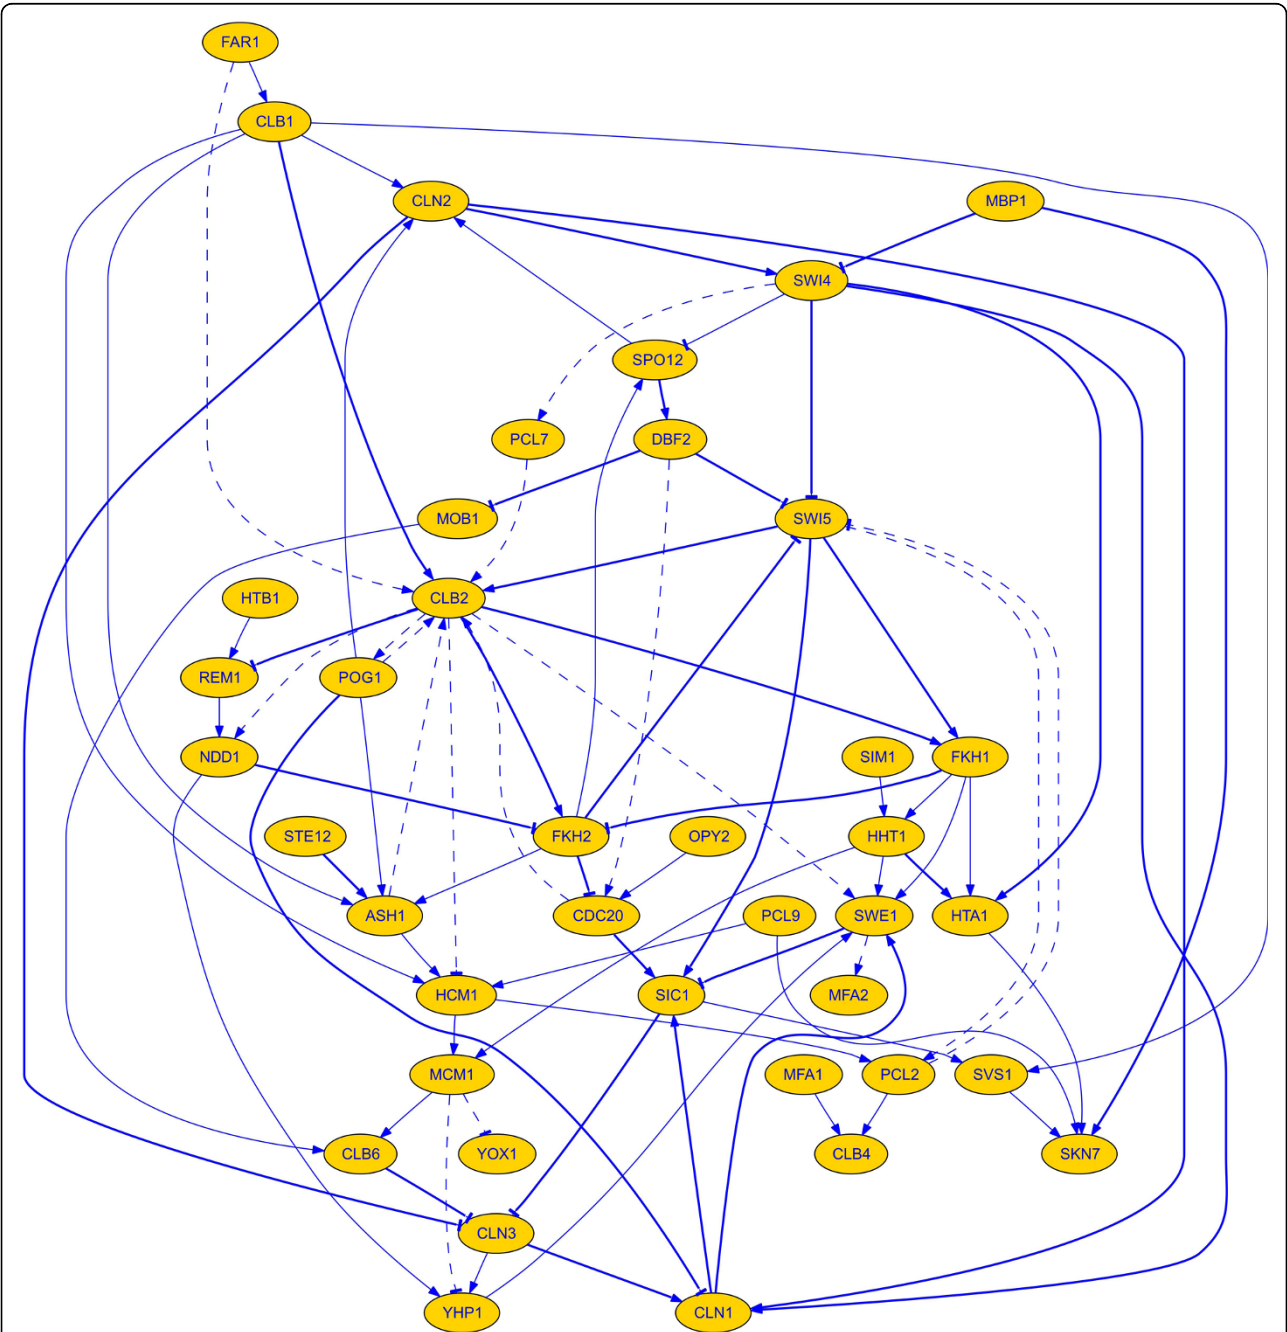 FAR1
CLB1
CLN2
MBP1
SWI4
SPO12
PCL7
DBF2
MOB1
SWI5
HTB1
CLB2
REM1
POG1
NDD1
SIM1
FKH1
STE12
FKH2
OPY2
HHT1
ASH1
CDC20
PCL9
SWE1
HTA1
HCM1
SIC1
MFA2
MCM1
MFA1
PCL2
SVS1
CLB6
YOX1
CLB4
SKN7
CLN3
YHP1
CLN1